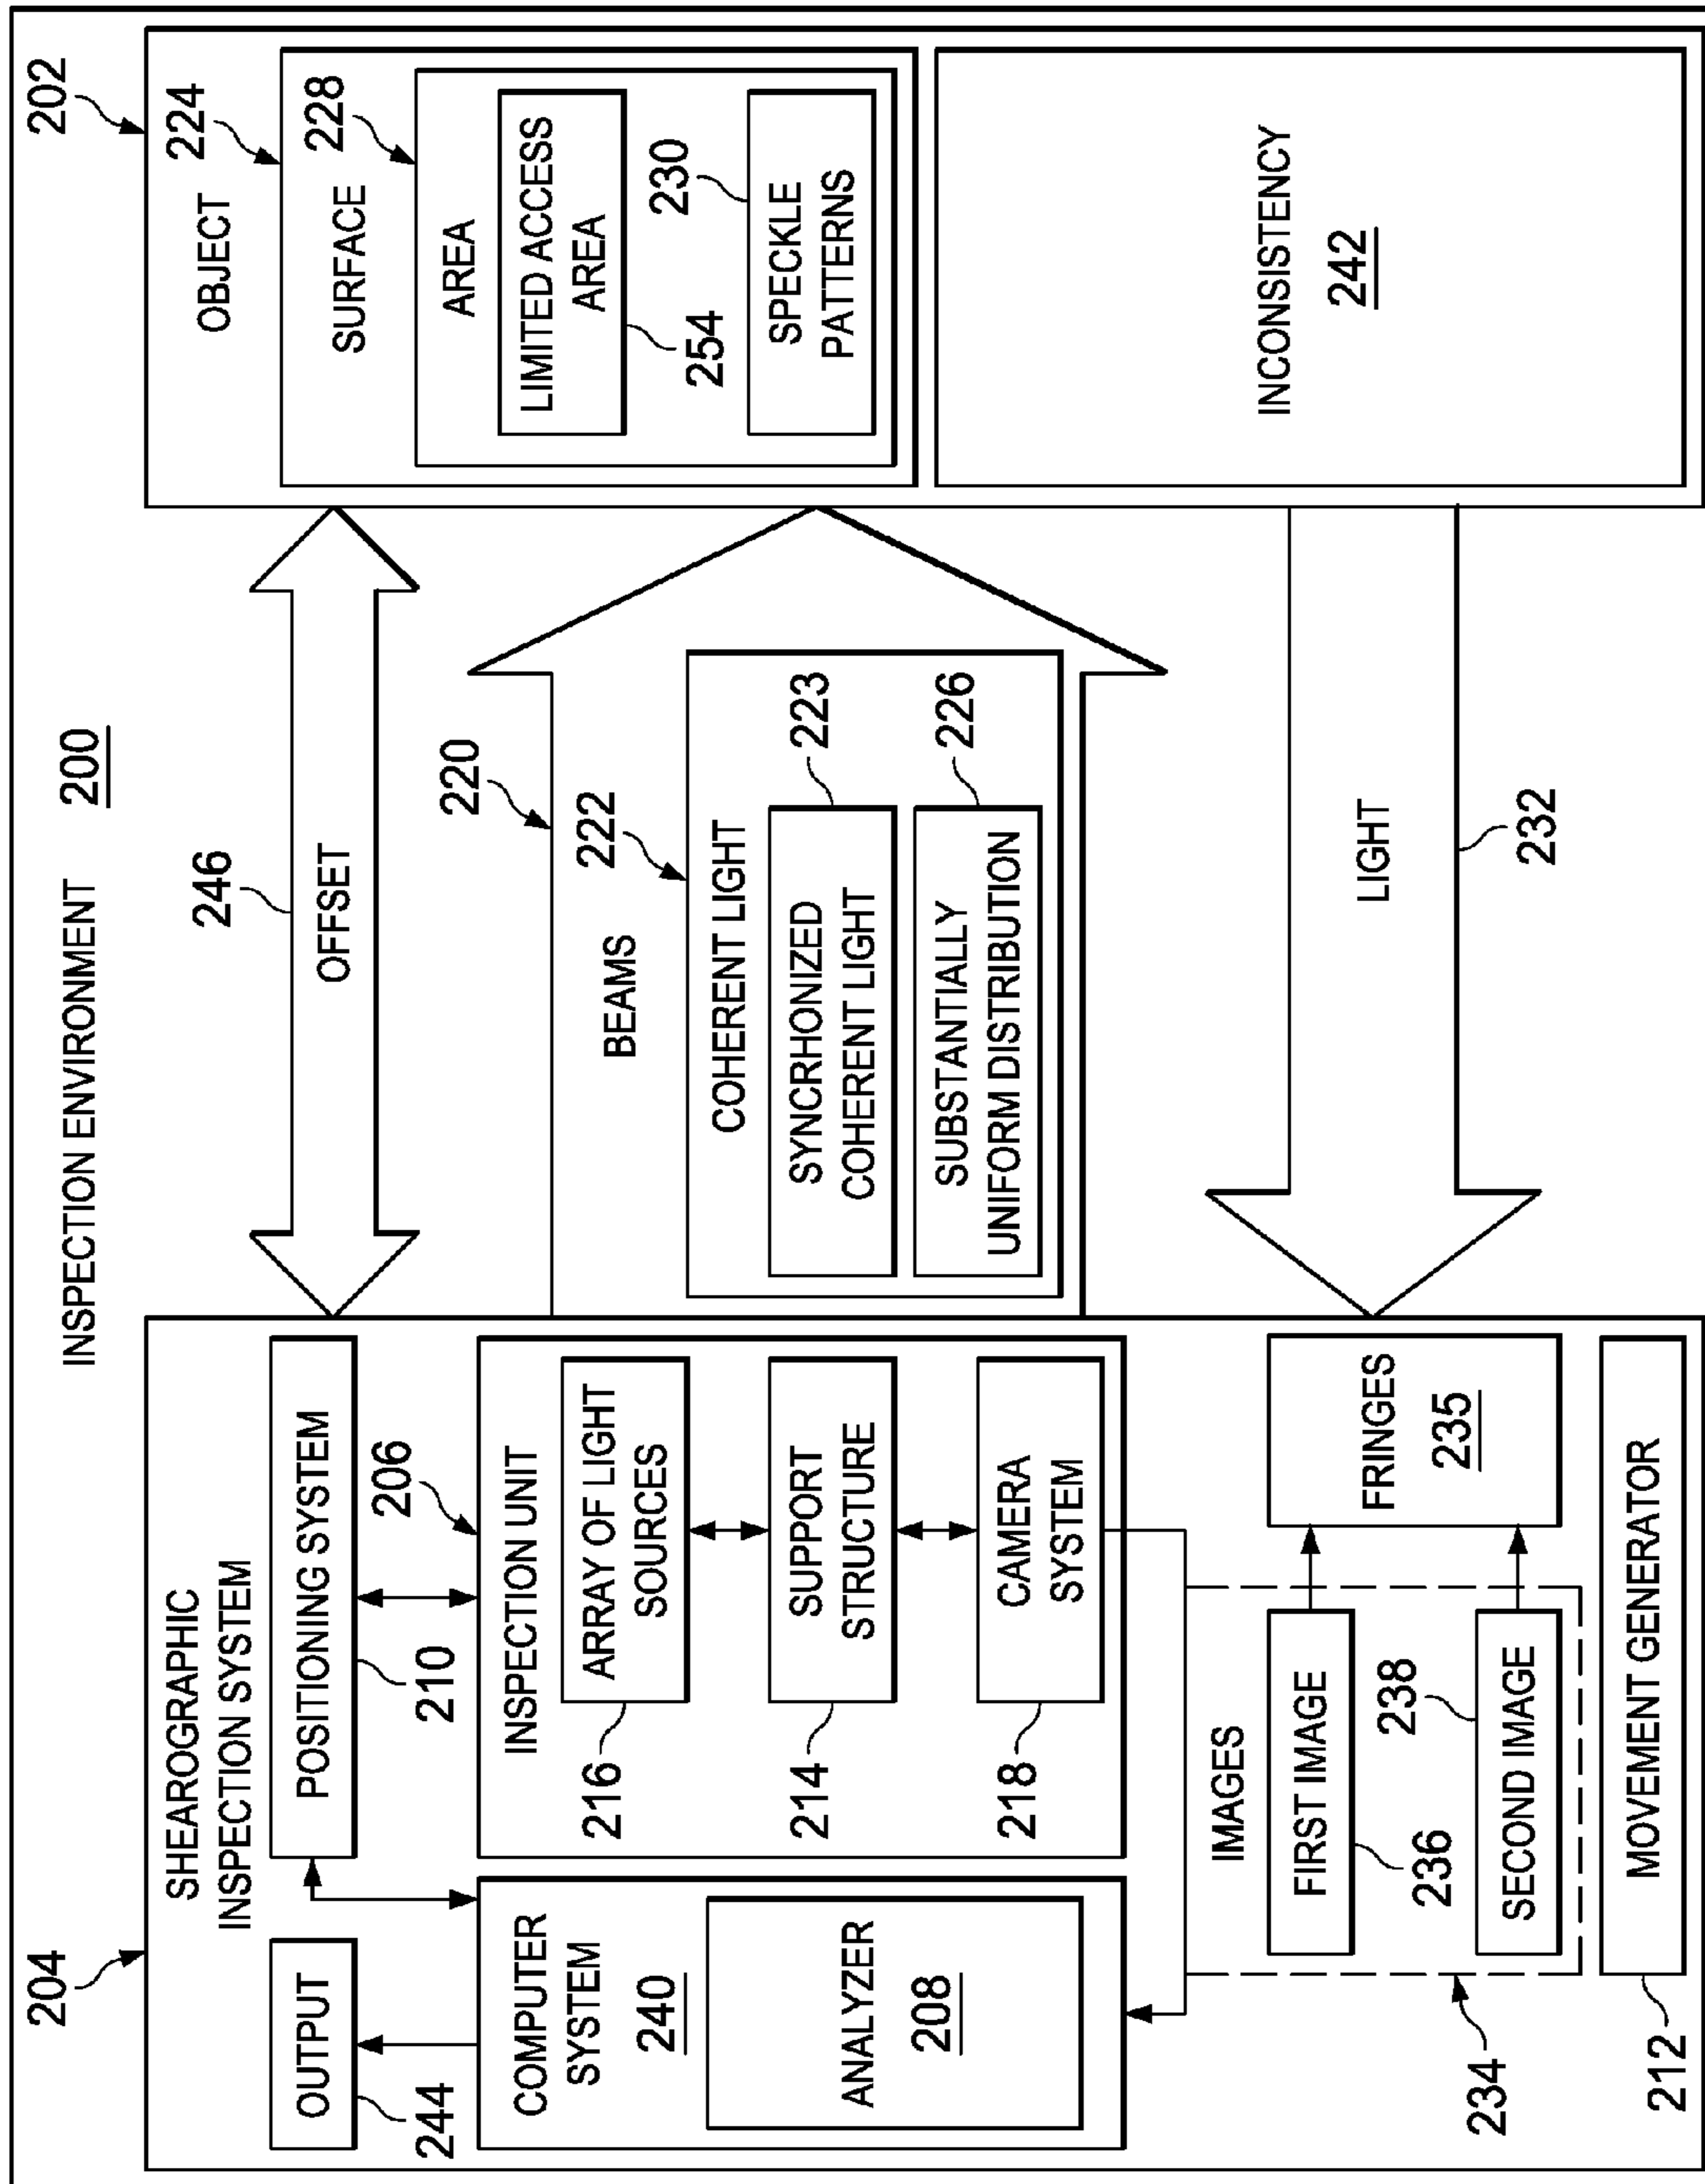 INSPECTION ENVIRONMENT 200
204
SHEAROGRAPHIC
INSPECTION SYSTEM
OUTPUT
244
POSITIONING SYSTEM
210
COMPUTER
SYSTEM
240
ANALYZER
208
206
INSPECTION UNIT
ARRAY OF LIGHT
SOURCES
216
SUPPORT
STRUCTURE
214
CAMERA
SYSTEM
218
IMAGES
FIRST IMAGE
236
238
SECOND IMAGE
234
FRINGES
235
MOVEMENT GENERATOR
212
246
OFFSET
220
BEAMS
222
COHERENT LIGHT
SYNCRHONIZED
COHERENT LIGHT
223
SUBSTANTIALLY
UNIFORM DISTRIBUTION
226
LIGHT
232
202
OBJECT
224
SURFACE
228
AREA
LIMITED ACCESS
AREA
254
230
SPECKLE
PATTERNS
INCONSISTENCY
242